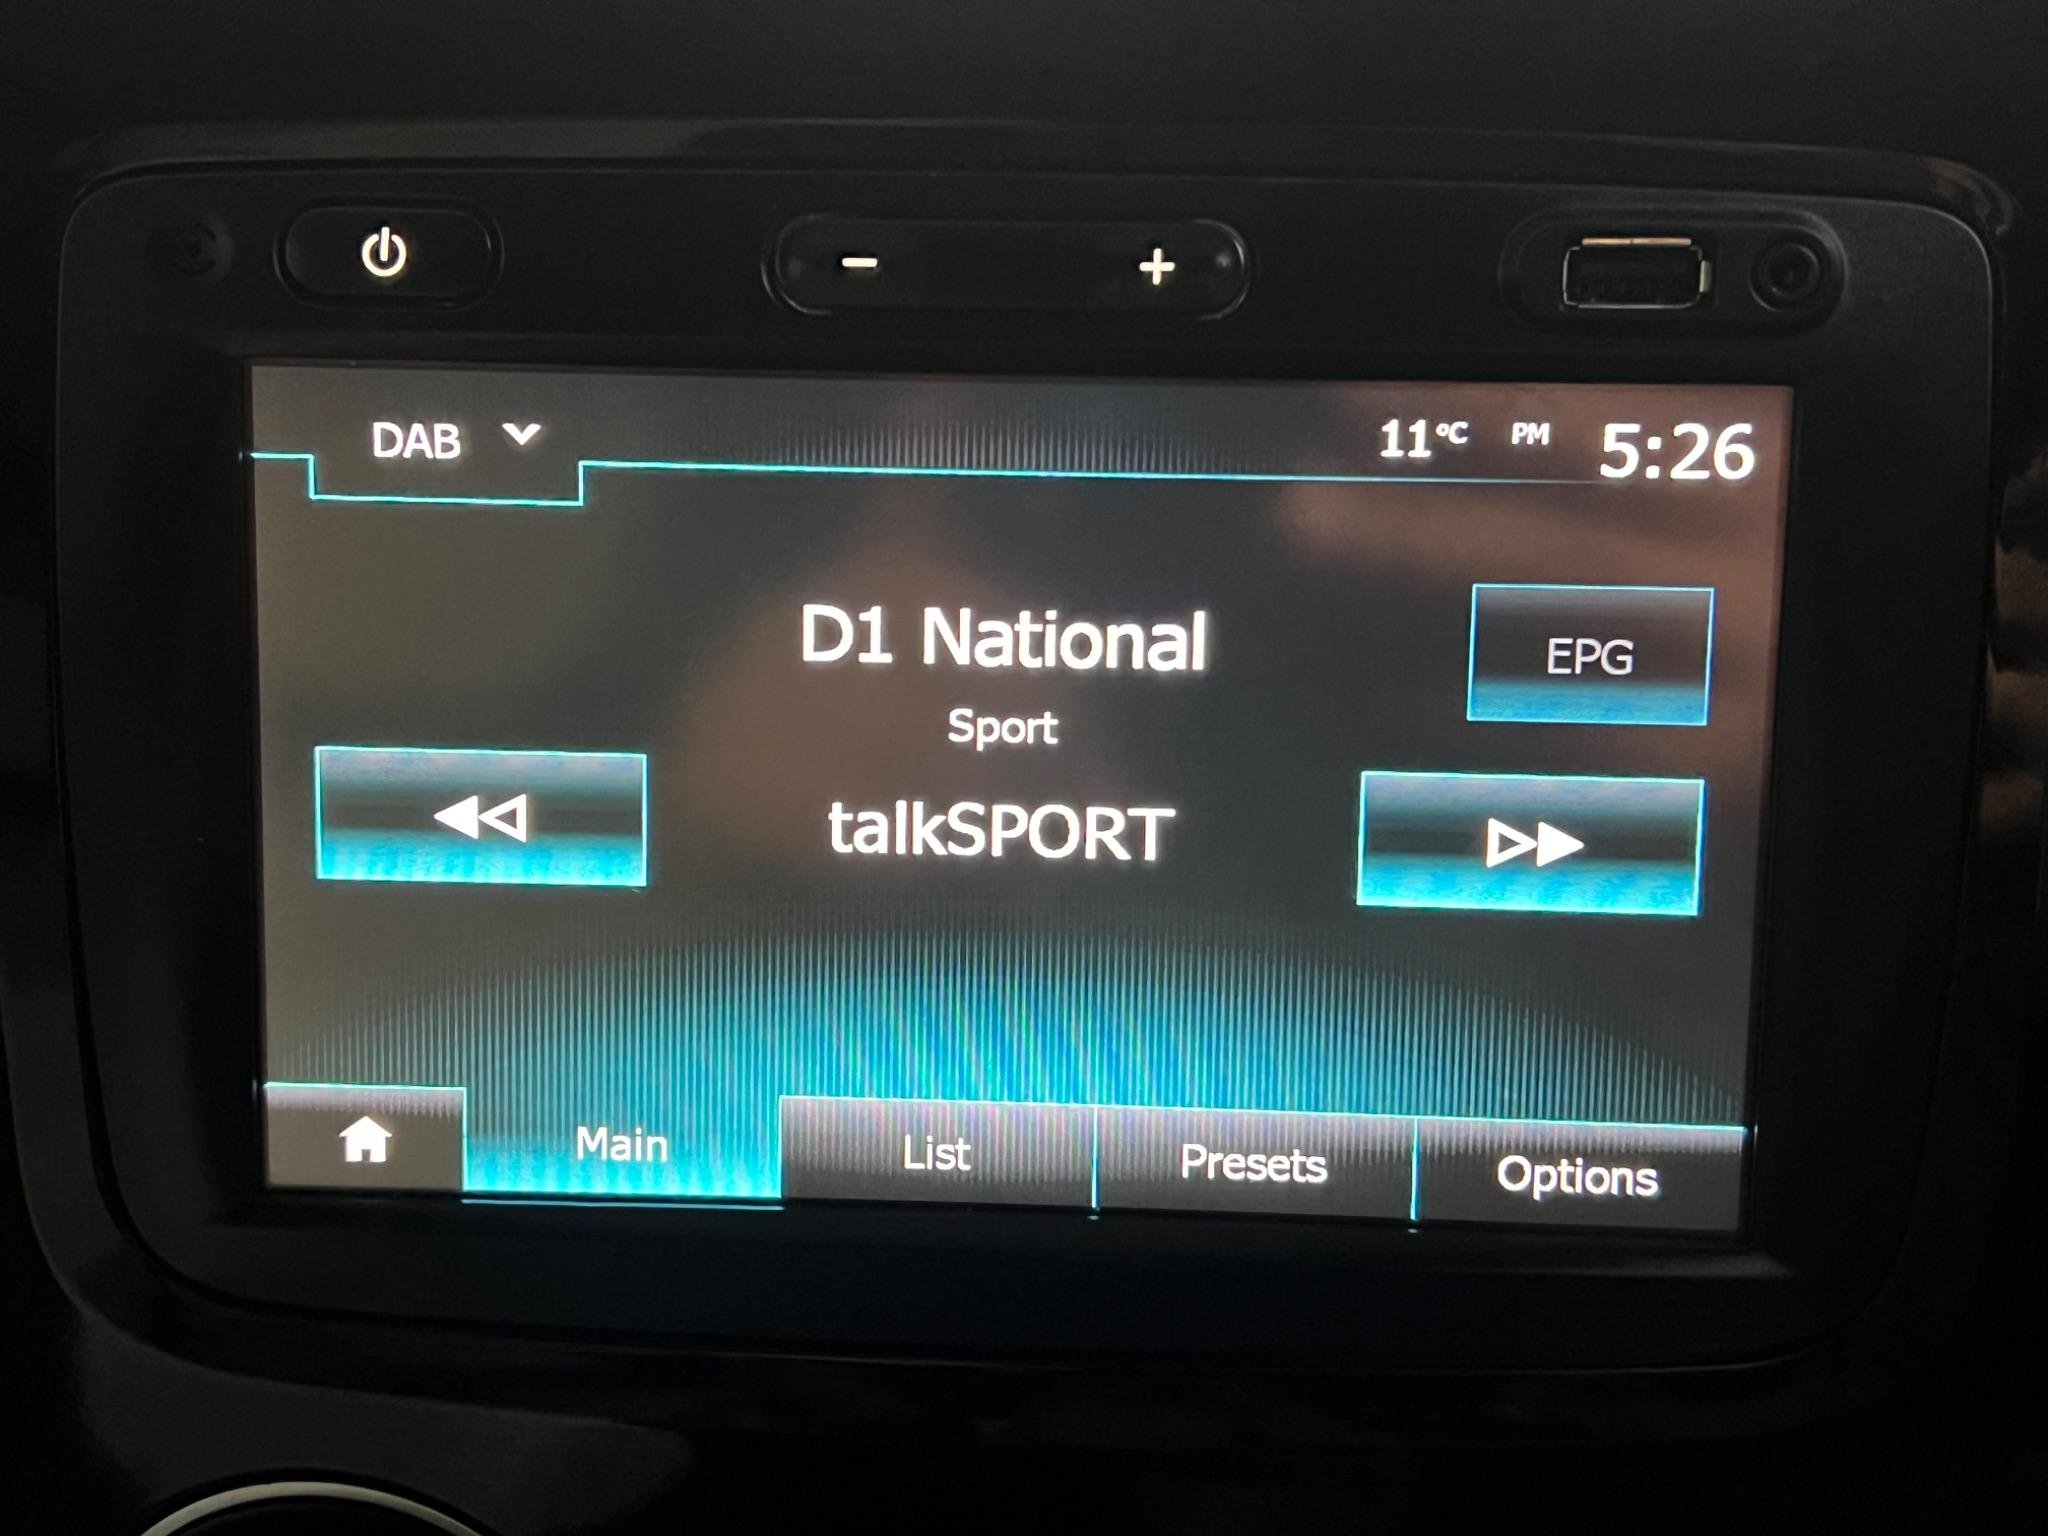 DAB
11°C PM 5:26
D1 National
EPG
Sport
talkSPORT
Main
List
Presets
Options